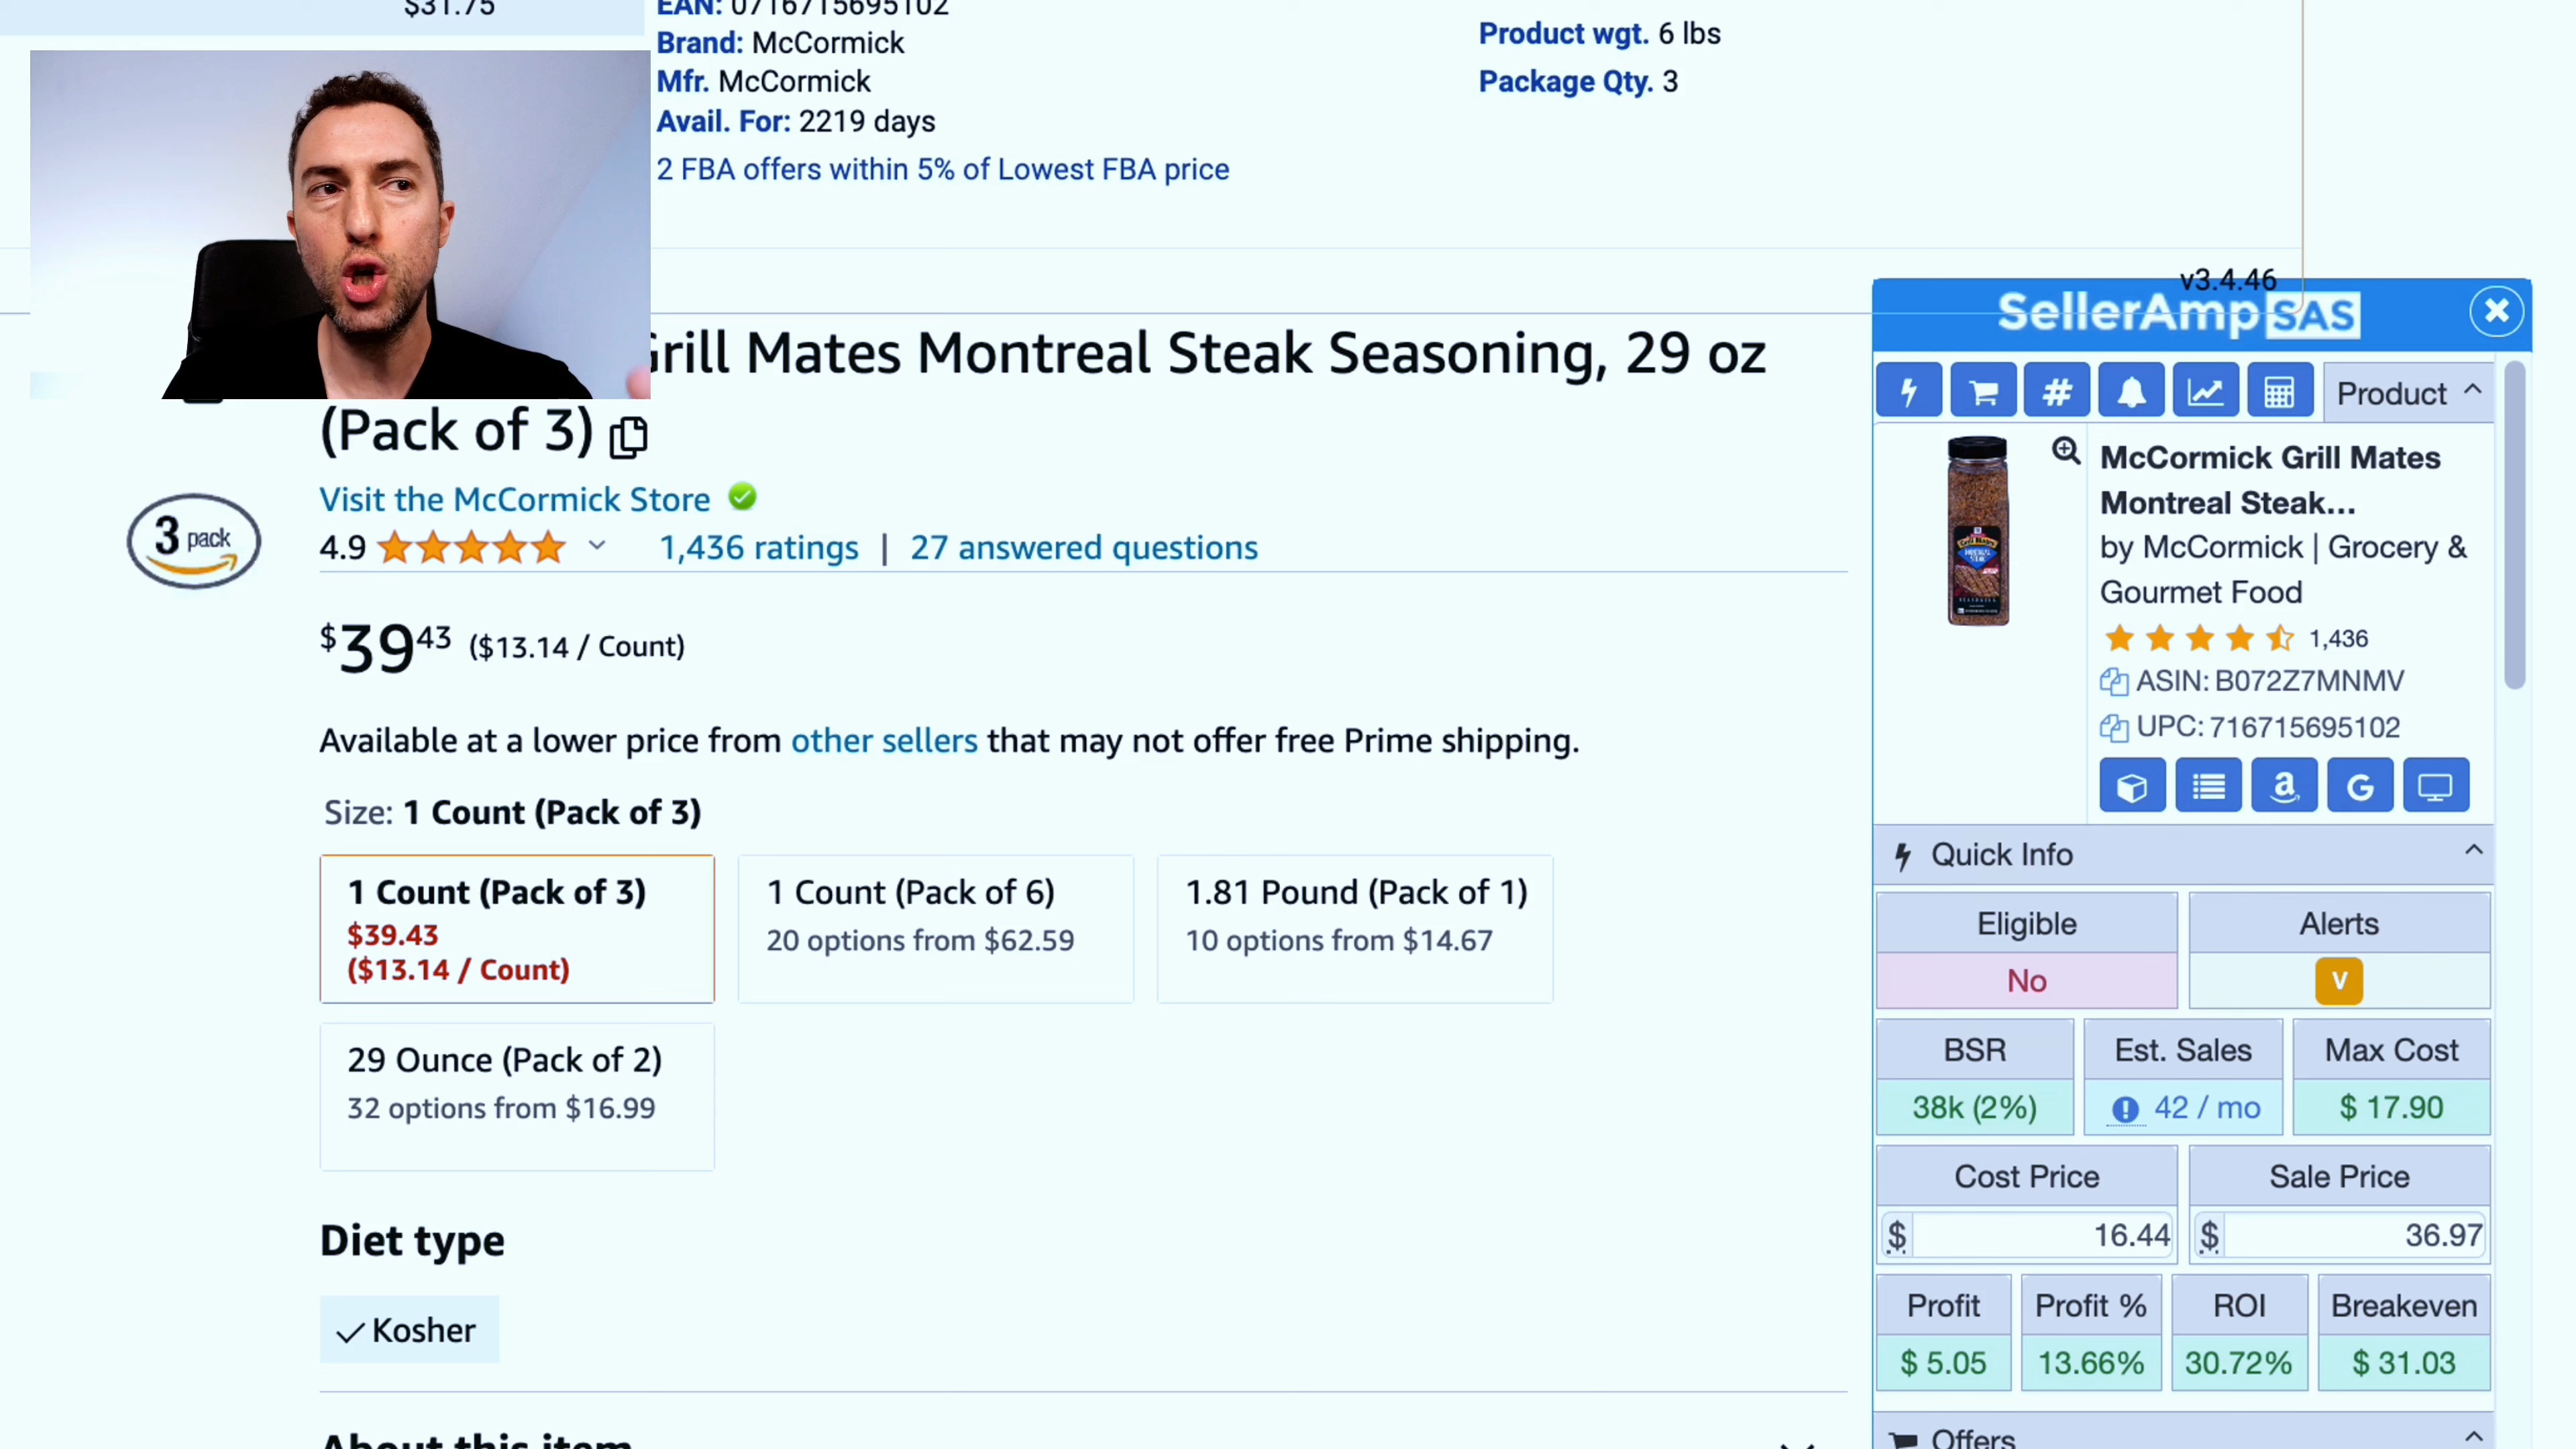 $31.75
EAN: 0716715695102
Brand: McCormick
Mfr. McCormick
Avail. For: 2219 days
2 FBA offers within 5% of Lowest FBA price
Product wgt. 6 lbs
Package Qty. 3
Grill Mates Montreal Steak Seasoning, 29 oz
(Pack of 3)
Visit the McCormick Store
4.9 1,436 ratings | 27 answered questions
3 pack
$39.43 ($13.14 / Count)
Available at a lower price from other sellers that may not offer free Prime shipping.
Size: 1 Count (Pack of 3)
1 Count (Pack of 3)
$39.43
($13.14 / Count)
1 Count (Pack of 6)
20 options from $62.59
1.81 Pound (Pack of 1)
10 options from $14.67
29 Ounce (Pack of 2)
32 options from $16.99
Diet type
Kosher
About this item
v3.4.46
SellerAmp SAS
Product
McCormick Grill Mates
Montreal Steak...
by McCormick | Grocery &
Gourmet Food
1,436
ASIN: B072Z7MNMV
UPC: 716715695102
Quick Info
Eligible Alerts
No V
BSR Est. Sales Max Cost
38k (2%) 42 / mo $ 17.90
Cost Price Sale Price
$ 16.44 $ 36.97
Profit Profit % ROI Breakeven
$ 5.05 13.66% 30.72% $ 31.03
Offers